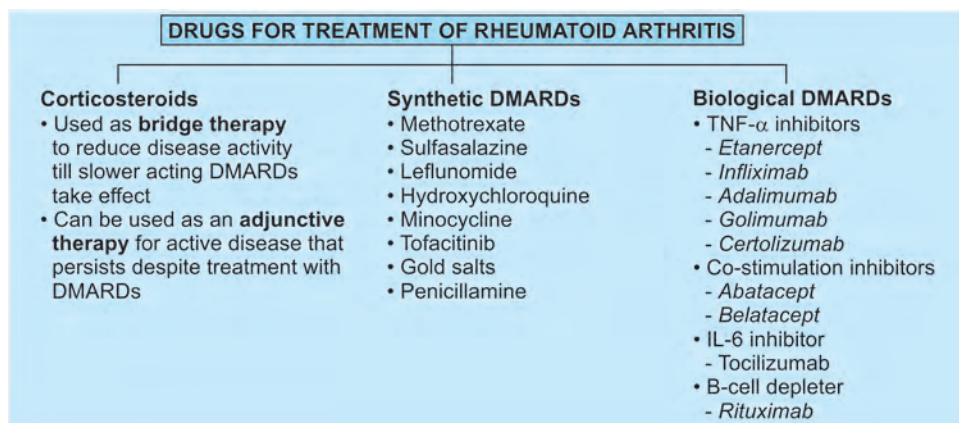 DRUGS FOR TREATMENT OF RHEUMATOID ARTHRITIS
Corticosteroids
• Used as bridge therapy
to reduce disease activity
till slower acting DMARDs
take effect
• Can be used as an adjunctive
therapy for active disease that
persists despite treatment with
DMARDs
Synthetic DMARDs
• Methotrexate
• Sulfasalazine
• Leflunomide
• Hydroxychloroquine
• Minocycline
• Tofacitinib
• Gold salts
• Penicillamine
Biological DMARDs
• TNF-α inhibitors
- Etanercept
- Infliximab
- Adalimumab
- Golimumab
- Certolizumab
• Co-stimulation inhibitors
- Abatacept
- Belatacept
• IL-6 inhibitor
- Tocilizumab
• B-cell depleter
- Rituximab